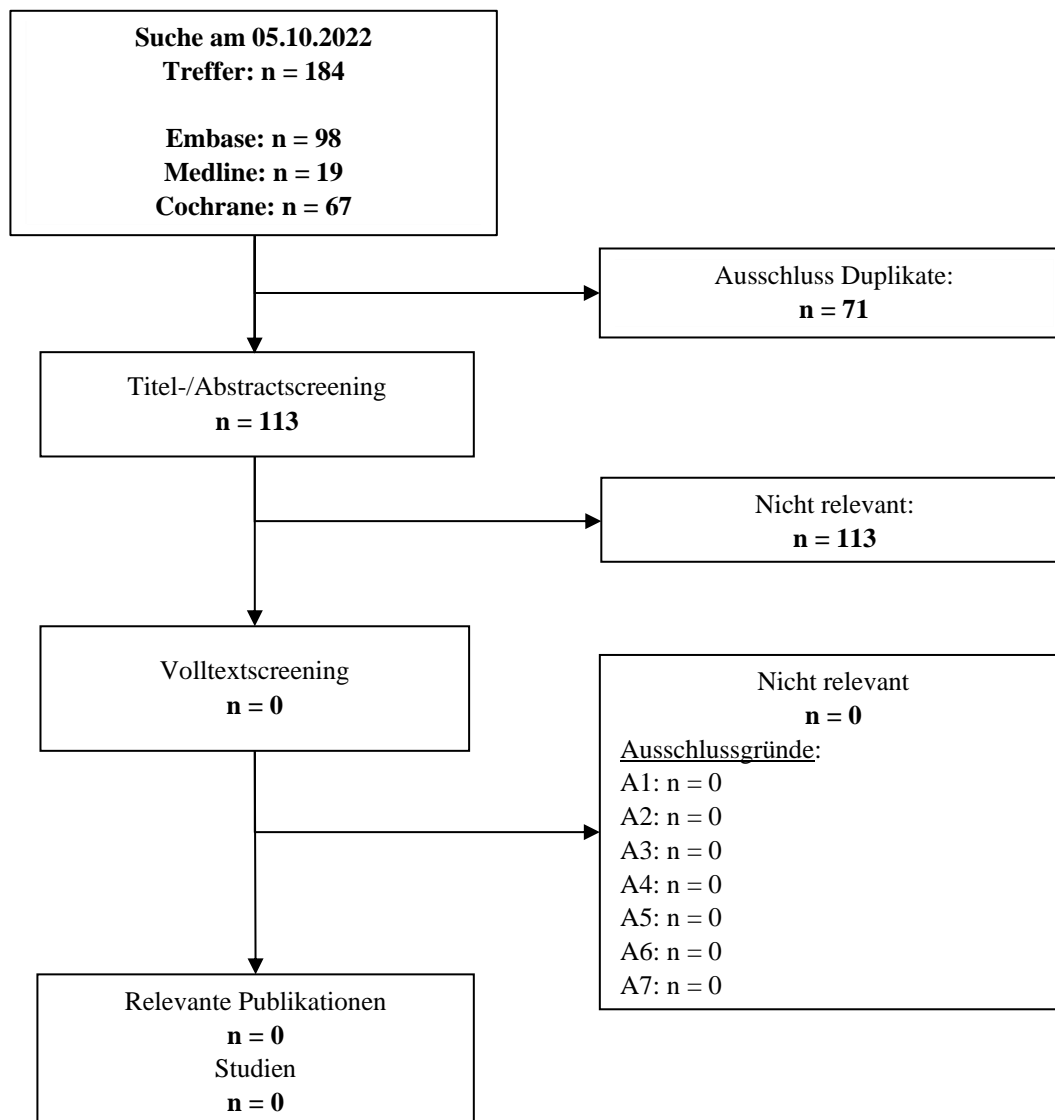 Suche am 05.10.2022
Treffer: n = 184
Embase: n = 98
Medline: n = 19
Cochrane: n = 67
Ausschluss Duplikate:
n = 71
Titel-/Abstractscreening
n = 113
Nicht relevant:
n = 113
Volltextscreening
n = 0
Nicht relevant
n = 0
Ausschlussgründe:
A1: n = 0
A2: n = 0
A3: n = 0
A4: n = 0
A5: n = 0
A6: n = 0
A7: n = 0
Relevante Publikationen
n = 0
Studien
n = 0